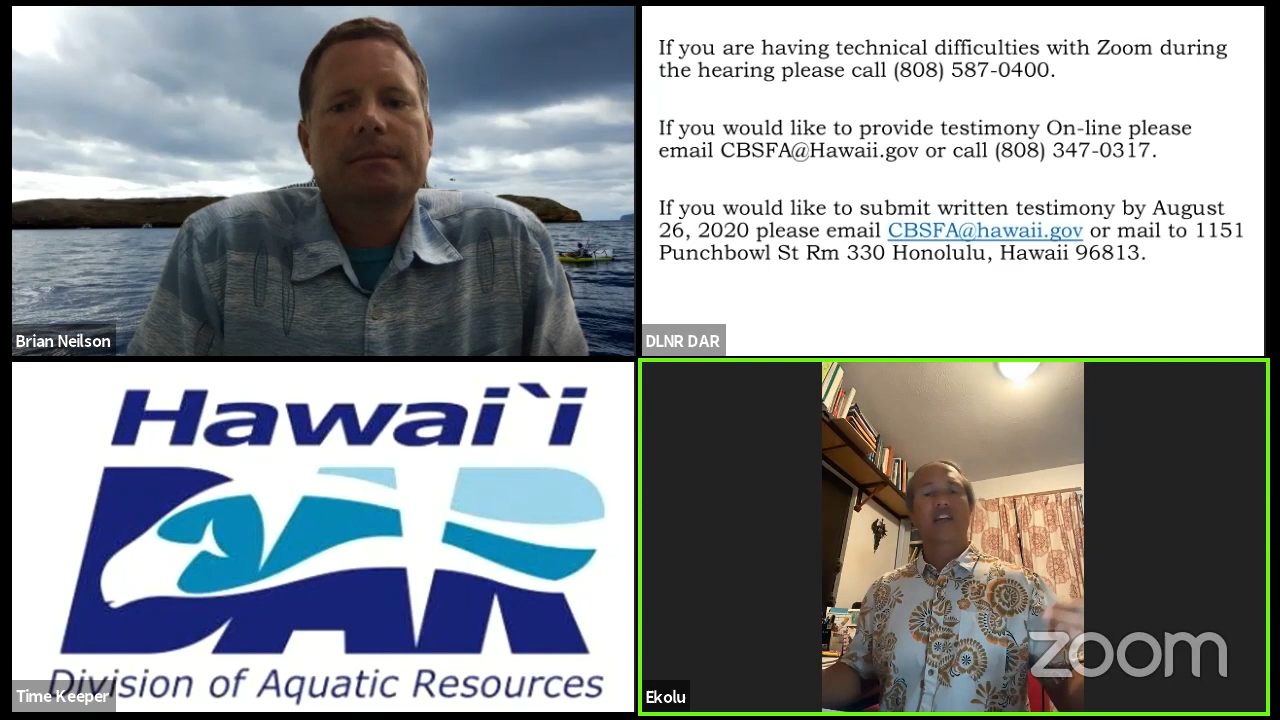 Brian Neilson
If you are having technical difficulties with Zoom during
the hearing please call (808) 587-0400.
If you would like to provide testimony On-line please
email CBSFA@Hawaii.gov or call (808) 347-0317.
If you would like to submit written testimony by August
26, 2020 please email CBSFA@hawaii.gov or mail to 1151
Punchbowl St Rm 330 Honolulu, Hawaii 96813.
DLNR DAR
Hawai`i
DAR
Division of Aquatic Resources
Time Keeper
zoom
Ekolu